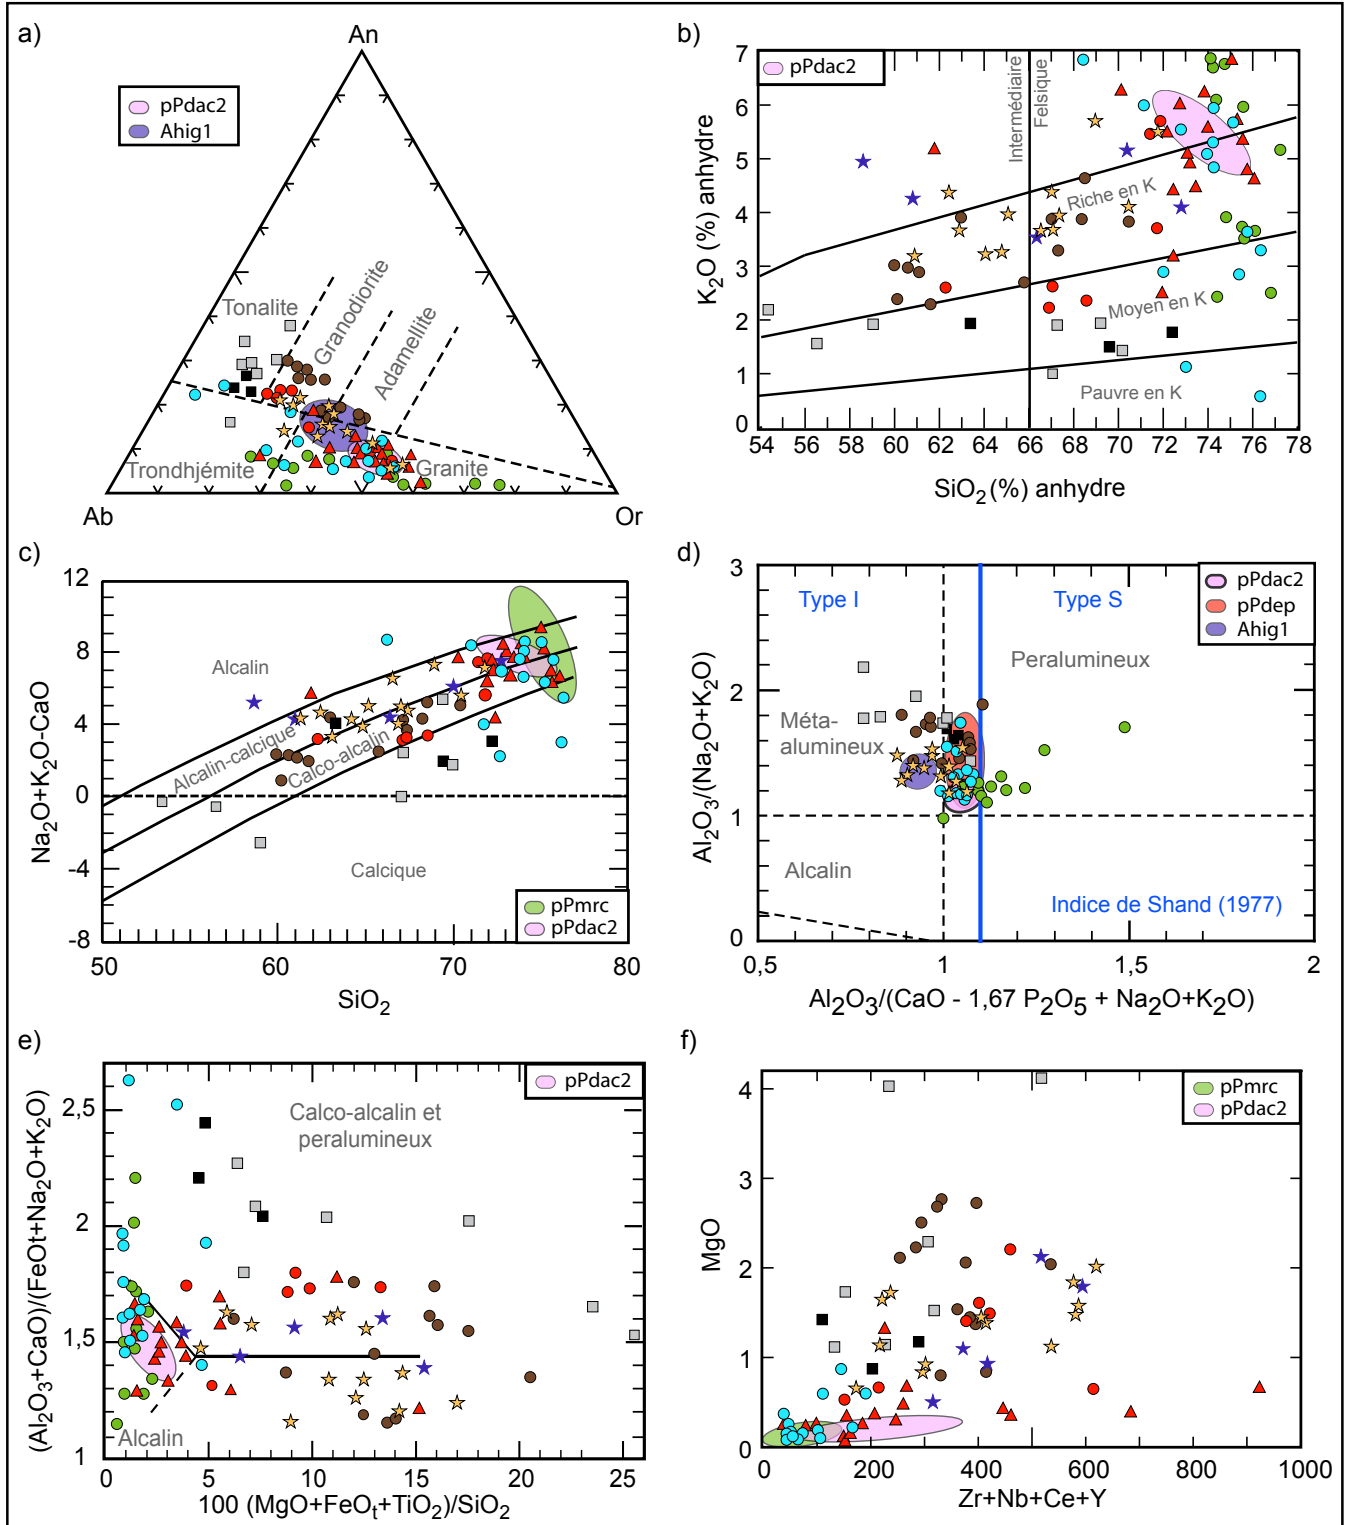 a)
An
pPdac2
Ahig1
Tonalite
Granodiorite
Adamellite
Trondhjémite
Granite
Ab
Or
b)
pPdac2
Intermédiaire
Felsique
Riche en K
Moyen en K
Pauvre en K
K2O (%) anhydre
7
6
5
4
3
2
1
0
54 56 58 60 62 64 66 68 70 72 74 76 78
SiO2 (%) anhydre
c)
12
8
4
0
-4
-8
Na2O+K2O-CaO
Alcalin
Alcalin-calcique
Calco-alcalin
Calcique
pPmrc
pPdac2
50 60 70 80
SiO2
d)
3
2
1
0
Al2O3/(Na2O+K2O)
Type I
Type S
pPdac2
pPdep
Ahig1
Peralumineux
Méta-
alumineux
Alcalin
Indice de Shand (1977)
0,5 1 1,5 2
Al2O3/(CaO - 1,67 P2O5 + Na2O+K2O)
e)
2,5
2
1,5
1
(Al2O3+CaO)/(FeOt+Na2O+K2O)
pPdac2
Calco-alcalin et
peralumineux
Alcalin
0 5 10 15 20 25
100 (MgO+FeOt+TiO2)/SiO2
f)
4
3
2
1
0
MgO
pPmrc
pPdac2
0 200 400 600 800 1000
Zr+Nb+Ce+Y